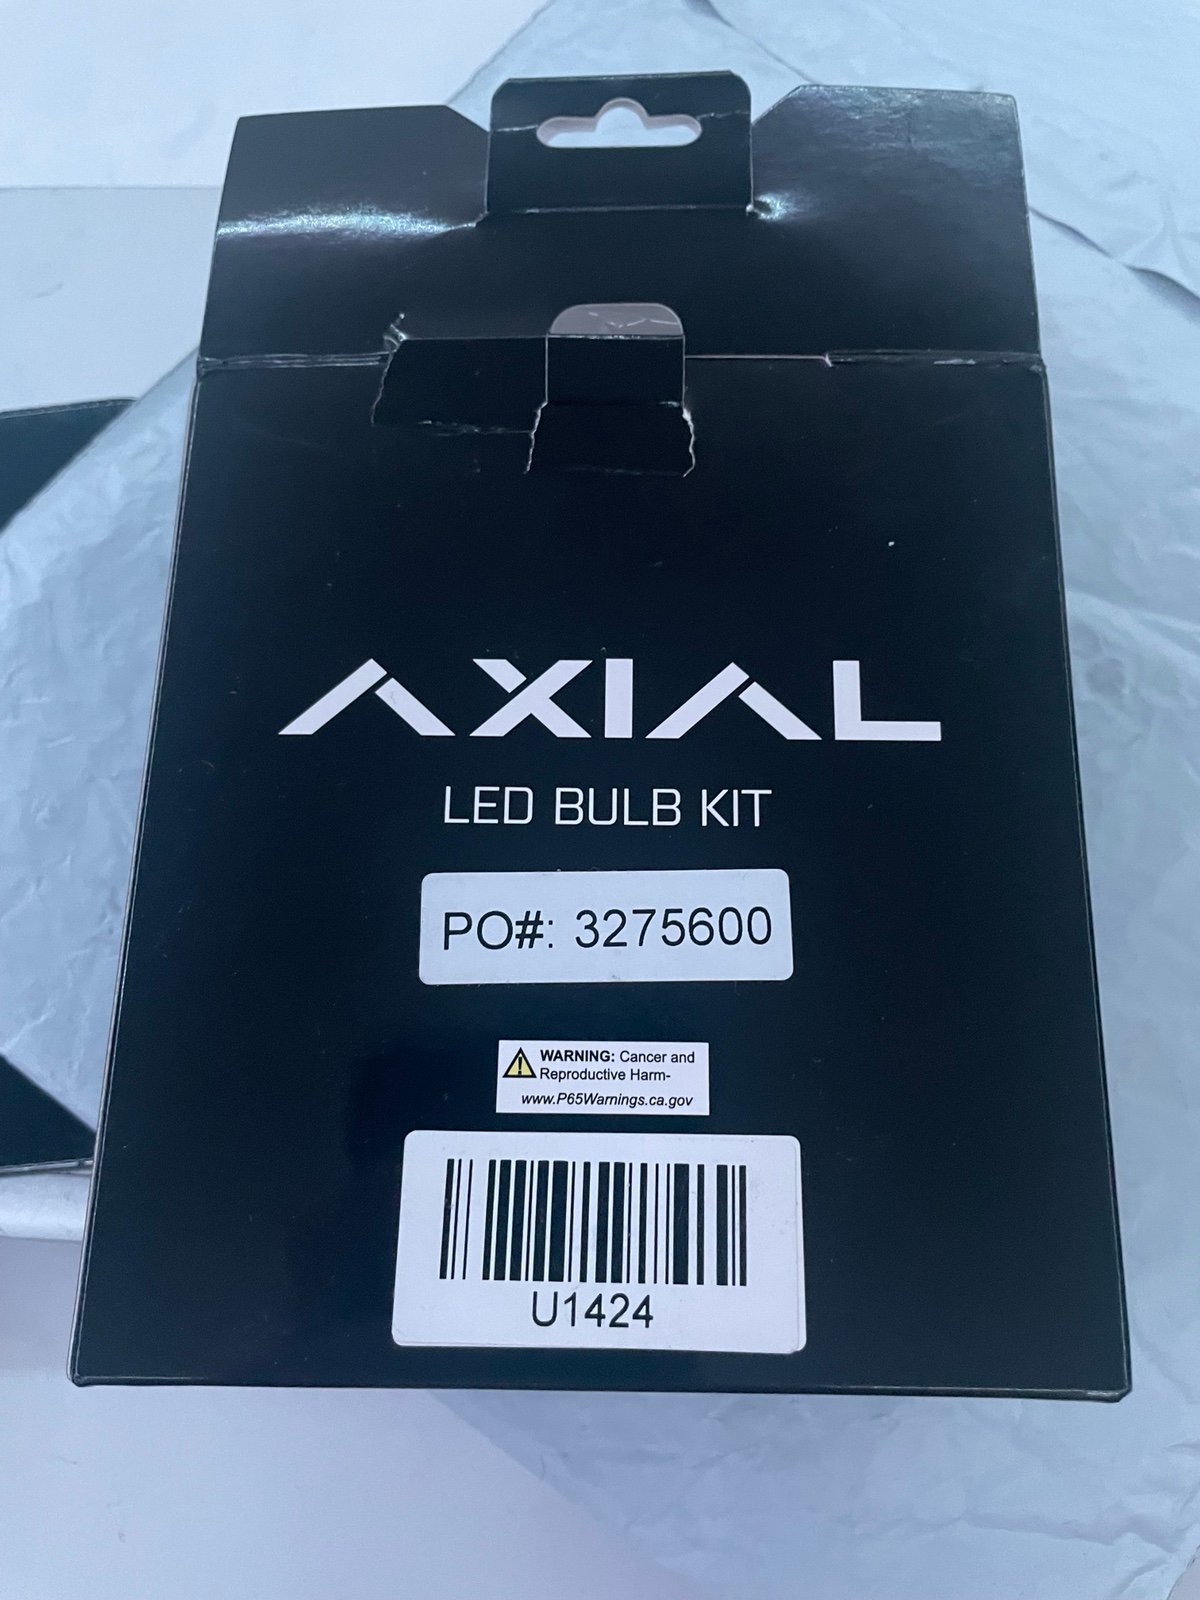 AXIAL
LED BULB KIT
PO#: 3275600
WARNING: Cancer and
Reproductive Harm-
www.P65Warnings.ca.gov
U1424